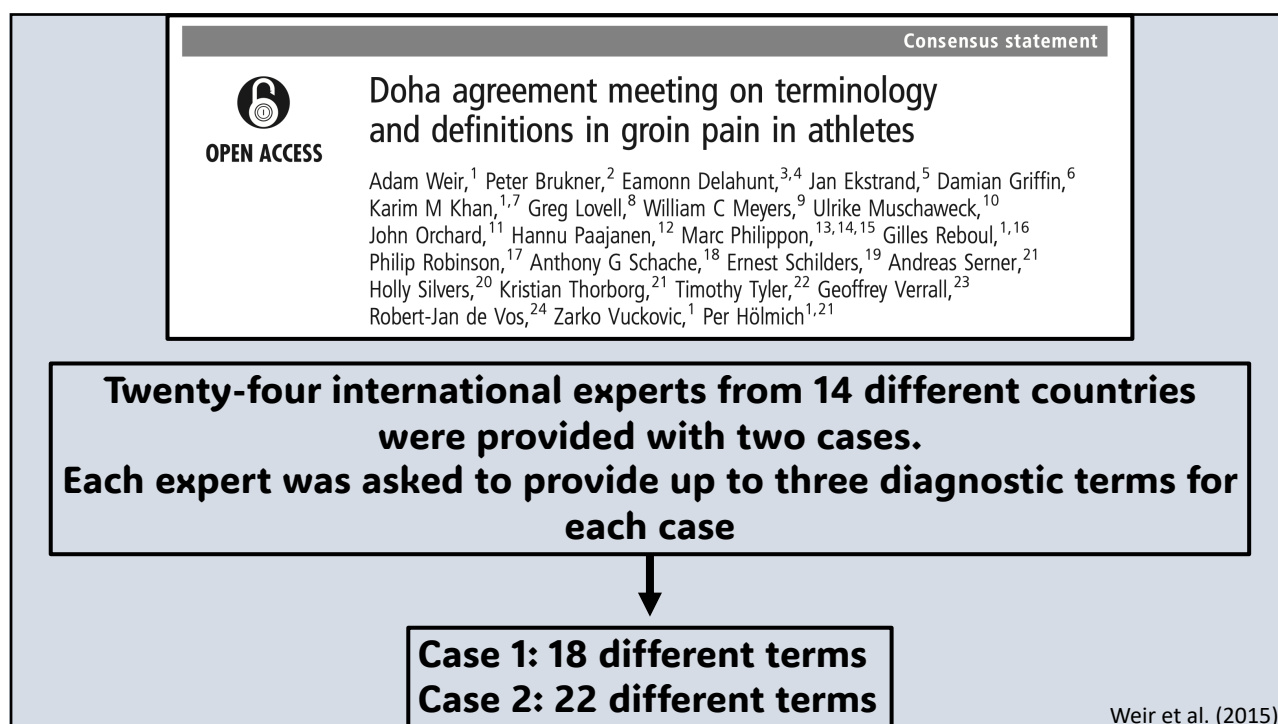 Consensus statement
OPEN ACCESS
Doha agreement meeting on terminology
and definitions in groin pain in athletes
Adam Weir,1 Peter Brukner,2 Eamonn Delahunt,3,4 Jan Ekstrand,5 Damian Griffin,6
Karim M Khan,1,7 Greg Lovell,8 William C Meyers,9 Ulrike Muschaweck,10
John Orchard,11 Hannu Paajanen,12 Marc Philippon,13,14,15 Gilles Reboul,1,16
Philip Robinson,17 Anthony G Schache,18 Ernest Schilders,19 Andreas Serner,21
Holly Silvers,20 Kristian Thorborg,21 Timothy Tyler,22 Geoffrey Verrall,23
Robert-Jan de Vos,24 Zarko Vuckovic,1 Per Hölmich1,21
Twenty-four international experts from 14 different countries
were provided with two cases.
Each expert was asked to provide up to three diagnostic terms for
each case
Case 1: 18 different terms
Case 2: 22 different terms
Weir et al. (2015)